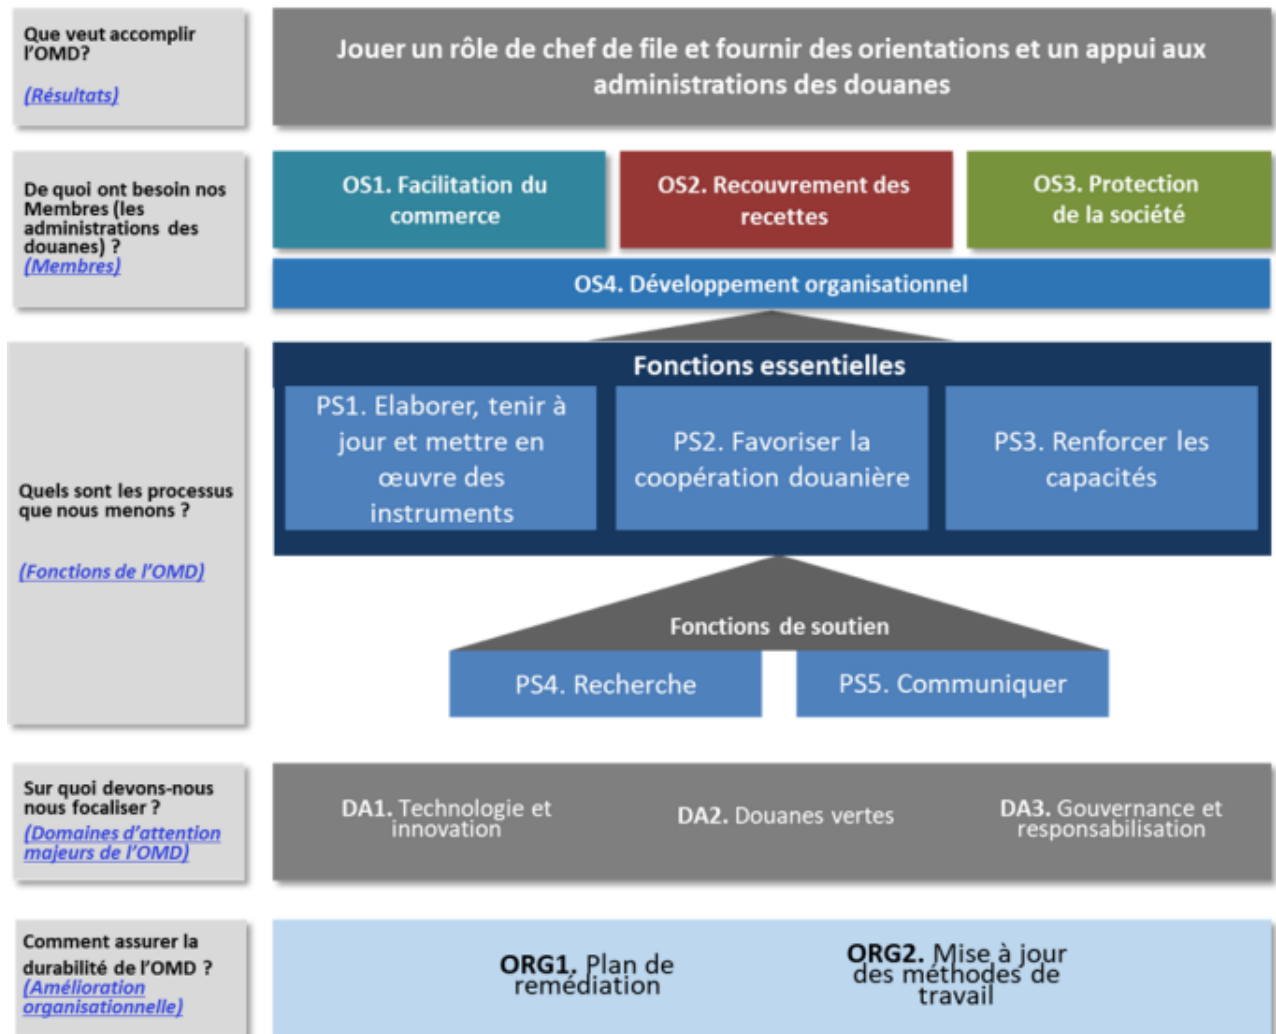 Que veut accomplir
l'OMD?
(Résultats)
Jouer un rôle de chef de file et fournir des orientations et un appui aux
administrations des douanes
De quoi ont besoin nos
Membres (les
administrations des
douanes) ?
(Membres)
OS1. Facilitation du
commerce
OS2. Recouvrement des
recettes
OS3. Protection
de la société
OS4. Développement organisationnel
Quels sont les processus
que nous menons ?
(Fonctions de l'OMD)
Fonctions essentielles
PS1. Elaborer, tenir à
jour et mettre en
œuvre des
instruments
PS2. Favoriser la
coopération douanière
PS3. Renforcer les
capacités
Fonctions de soutien
PS4. Recherche
PS5. Communiquer
Sur quoi devons-nous
nous focaliser ?
(Domaines d'attention
majeurs de l'OMD)
DA1. Technologie et
innovation
DA2. Douanes vertes
DA3. Gouvernance et
responsabilisation
Comment assurer la
durabilité de l'OMD ?
(Amélioration
organisationnelle)
ORG1. Plan de
remédiation
ORG2. Mise à jour
des méthodes de
travail